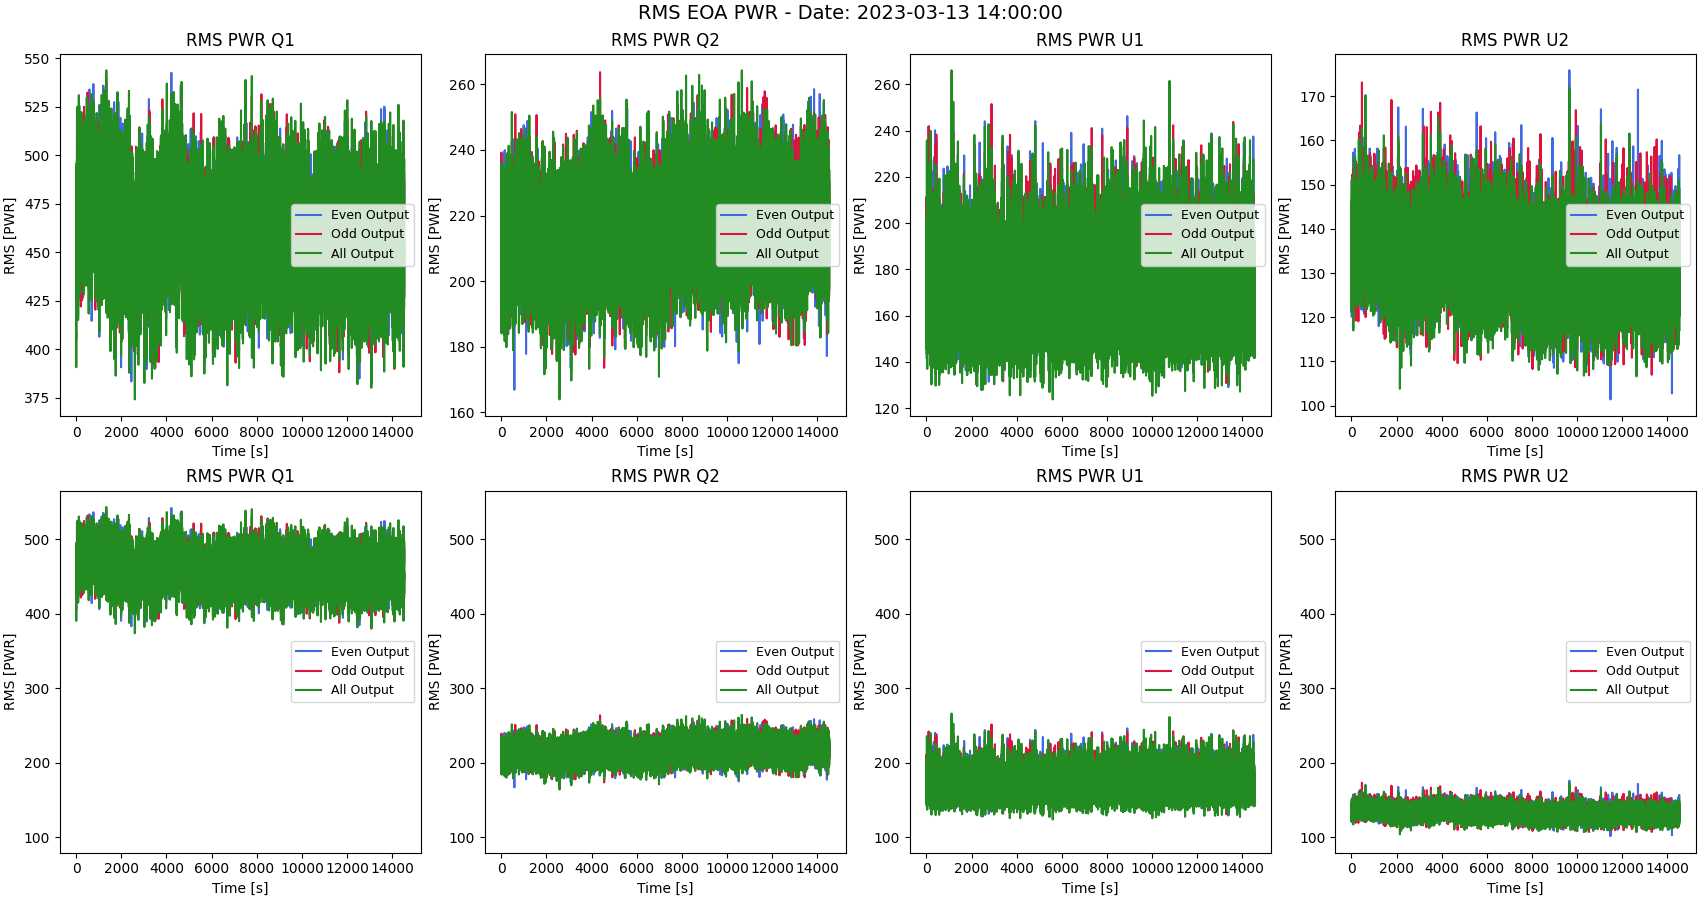 RMS EOA PWR - Date: 2023-03-13 14:00:00
RMS PWR Q1
RMS [PWR]
550
525
500
475
450
425
400
375
Even Output
Odd Output
All Output
0 2000 4000 6000 8000 10000 12000 14000
Time [s]
RMS PWR Q2
RMS [PWR]
260
240
220
200
180
160
Even Output
Odd Output
All Output
0 2000 4000 6000 8000 10000 12000 14000
Time [s]
RMS PWR U1
RMS [PWR]
260
240
220
200
180
160
140
120
Even Output
Odd Output
All Output
0 2000 4000 6000 8000 10000 12000 14000
Time [s]
RMS PWR U2
RMS [PWR]
170
160
150
140
130
120
110
100
Even Output
Odd Output
All Output
0 2000 4000 6000 8000 10000 12000 14000
Time [s]
RMS PWR Q1
RMS [PWR]
500
400
300
200
100
Even Output
Odd Output
All Output
0 2000 4000 6000 8000 10000 12000 14000
Time [s]
RMS PWR Q2
RMS [PWR]
500
400
300
200
100
Even Output
Odd Output
All Output
0 2000 4000 6000 8000 10000 12000 14000
Time [s]
RMS PWR U1
RMS [PWR]
500
400
300
200
100
Even Output
Odd Output
All Output
0 2000 4000 6000 8000 10000 12000 14000
Time [s]
RMS PWR U2
RMS [PWR]
500
400
300
200
100
Even Output
Odd Output
All Output
0 2000 4000 6000 8000 10000 12000 14000
Time [s]